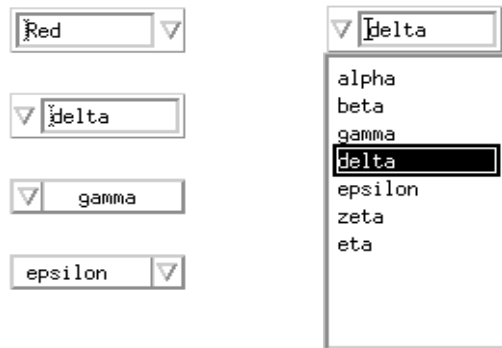 Red
delta
gamma
epsilon
delta
alpha
beta
gamma
delta
epsilon
zeta
eta